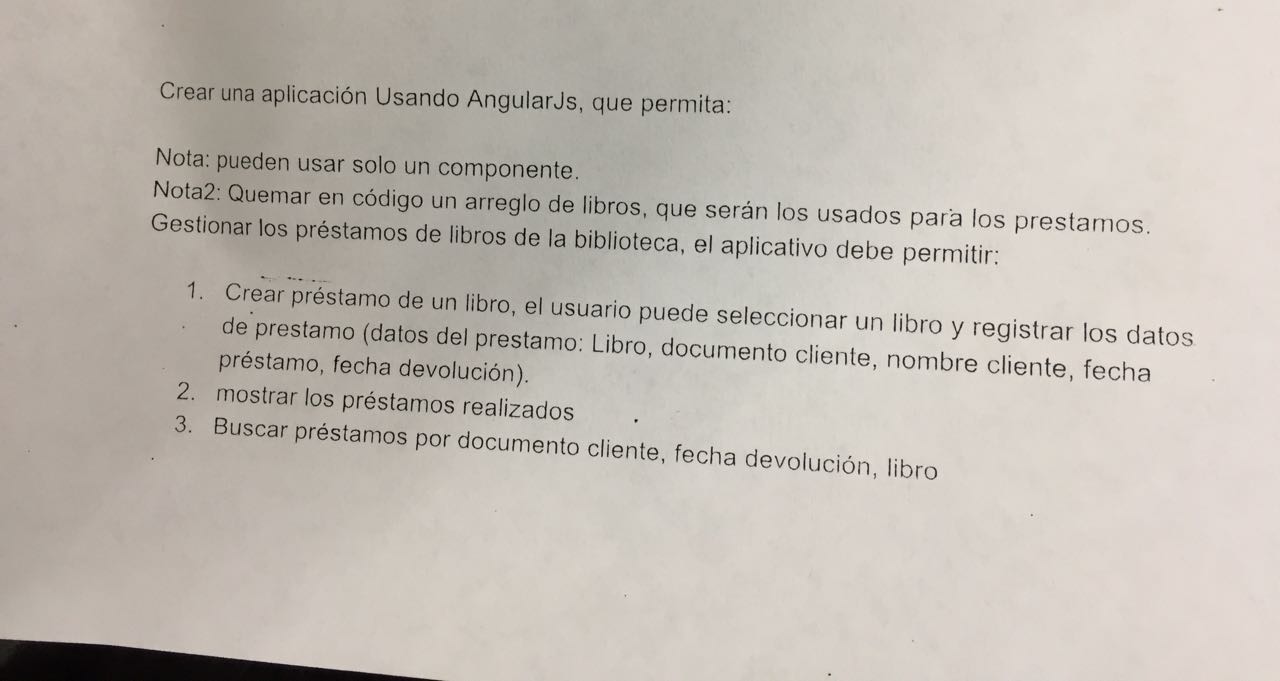 Crear una aplicación Usando AngularJs, que permita:
Nota: pueden usar solo un componente.
Nota2: Quemar en código un arreglo de libros, que serán los usados para los prestamos.
Gestionar los préstamos de libros de la biblioteca, el aplicativo debe permitir:
1. Crear préstamo de un libro, el usuario puede seleccionar un libro y registrar los datos
de prestamo (datos del prestamo: Libro, documento cliente, nombre cliente, fecha
préstamo, fecha devolución).
2. mostrar los préstamos realizados
3. Buscar préstamos por documento cliente, fecha devolución, libro